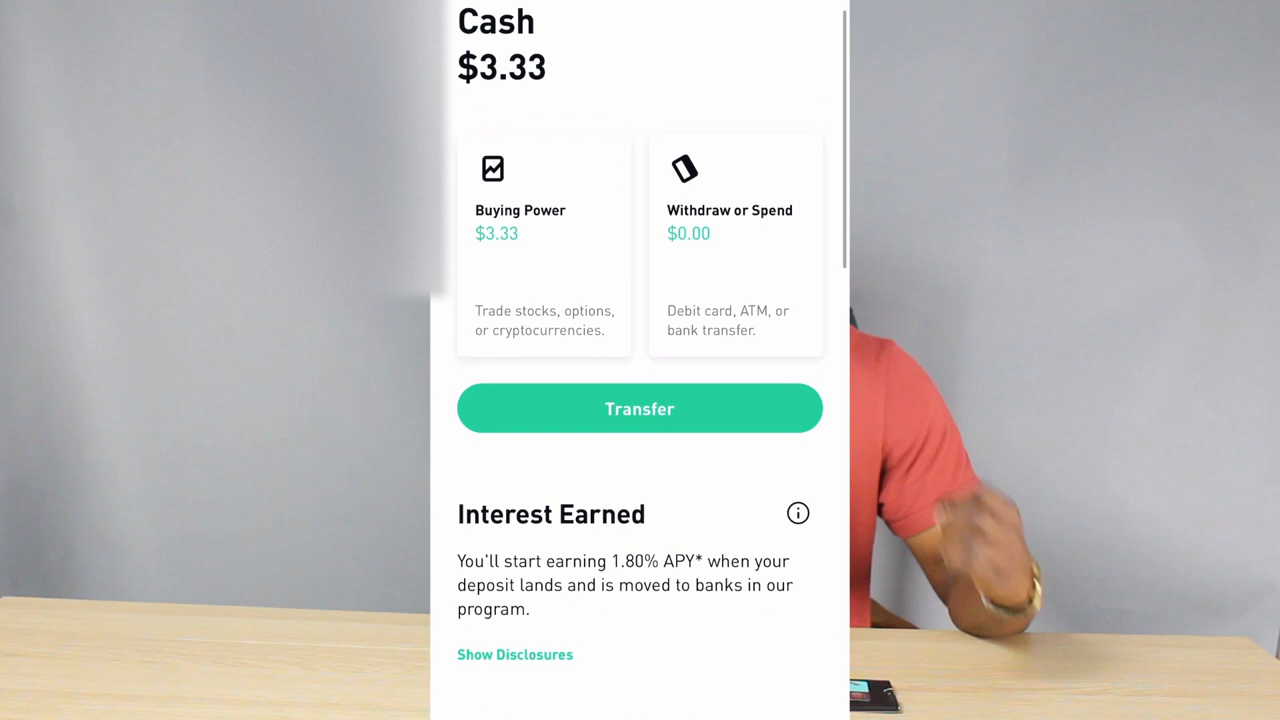 Cash
$3.33
Buying Power
$3.33
Trade stocks, options,
or cryptocurrencies.
Withdraw or Spend
$0.00
Debit card, ATM, or
bank transfer.
Transfer
Interest Earned
You'll start earning 1.80% APY* when your
deposit lands and is moved to banks in our
program.
Show Disclosures